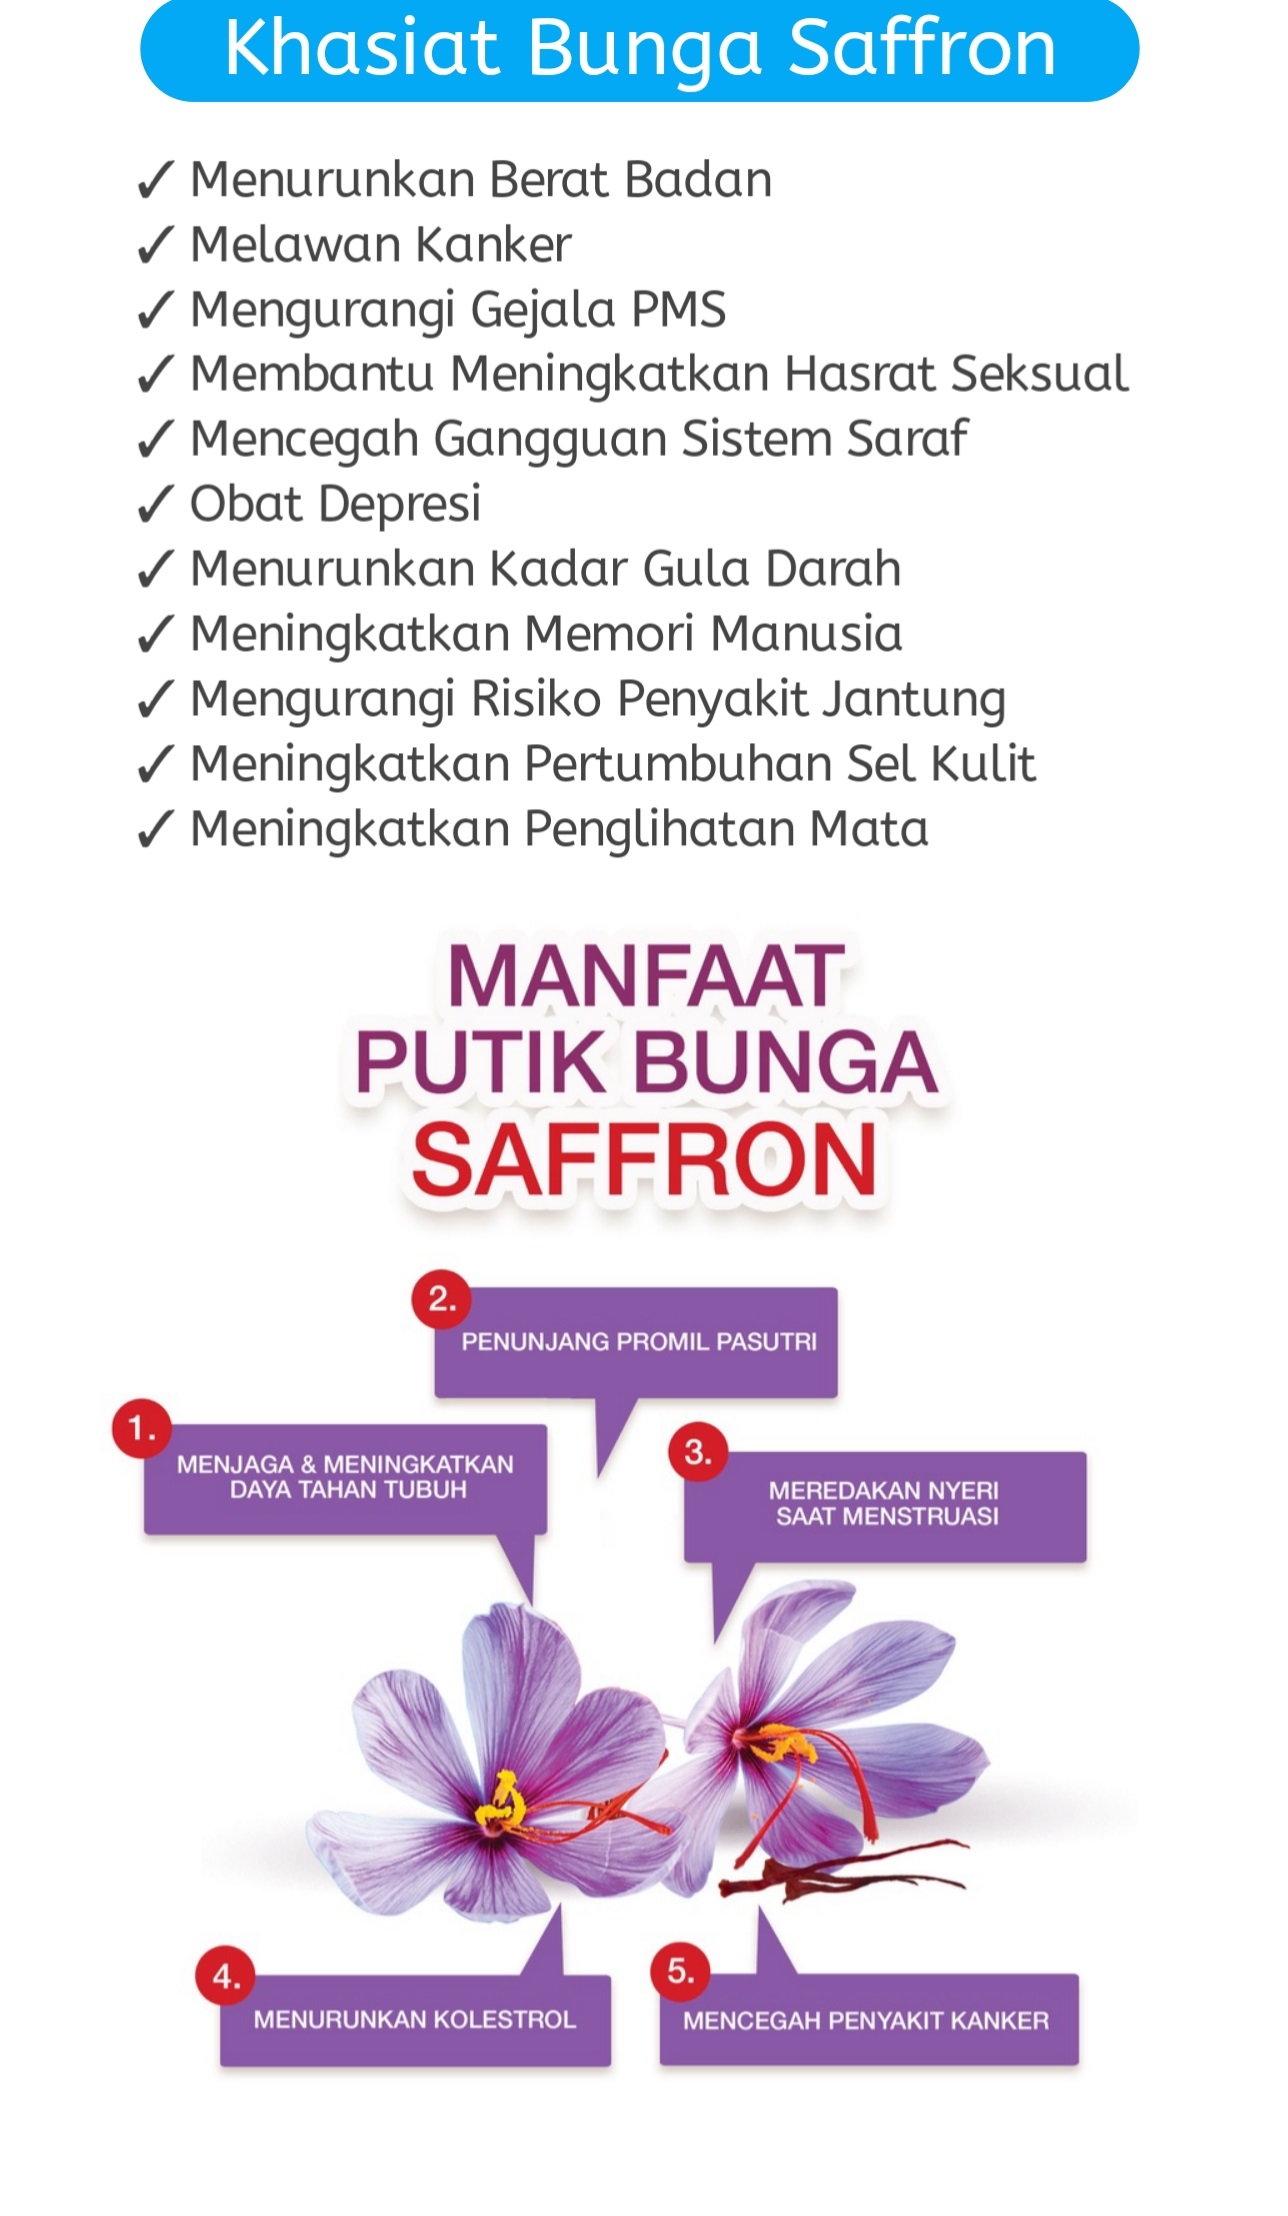 Khasiat Bunga Saffron
✓ Menurunkan Berat Badan
✓ Melawan Kanker
✓ Mengurangi Gejala PMS
✓ Membantu Meningkatkan Hasrat Seksual
✓ Mencegah Gangguan Sistem Saraf
✓ Obat Depresi
✓ Menurunkan Kadar Gula Darah
✓ Meningkatkan Memori Manusia
✓ Mengurangi Risiko Penyakit Jantung
✓ Meningkatkan Pertumbuhan Sel Kulit
✓ Meningkatkan Penglihatan Mata
MANFAAT
PUTIK BUNGA
SAFFRON
1.
MENJAGA & MENINGKATKAN
DAYA TAHAN TUBUH
2.
PENUNJANG PROMIL PASUTRI
3.
MEREDAKAN NYERI
SAAT MENSTRUASI
4.
MENURUNKAN KOLESTROL
5.
MENCEGAH PENYAKIT KANKER